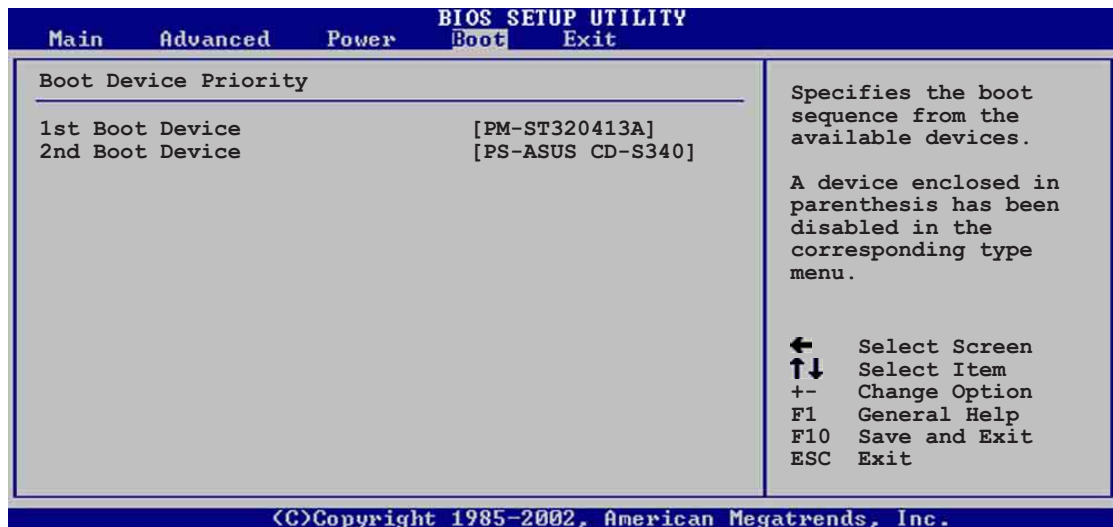 BIOS SETUP UTILITY
Main Advanced Power Boot Exit
Boot Device Priority
1st Boot Device [PM-ST320413A]
2nd Boot Device [PS-ASUS CD-S340]
Specifies the boot
sequence from the
available devices.
A device enclosed in
parenthesis has been
disabled in the
corresponding type
menu.
← Select Screen
↑↓ Select Item
+- Change Option
F1 General Help
F10 Save and Exit
ESC Exit
(C)Copyright 1985-2002, American Megatrends, Inc.